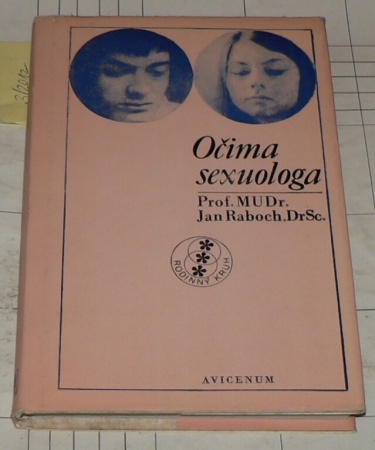 Očima
sexuologa
Prof. MUDr.
Jan Raboch, DrSc.
RODINNÝ KRUH
AVICENUM